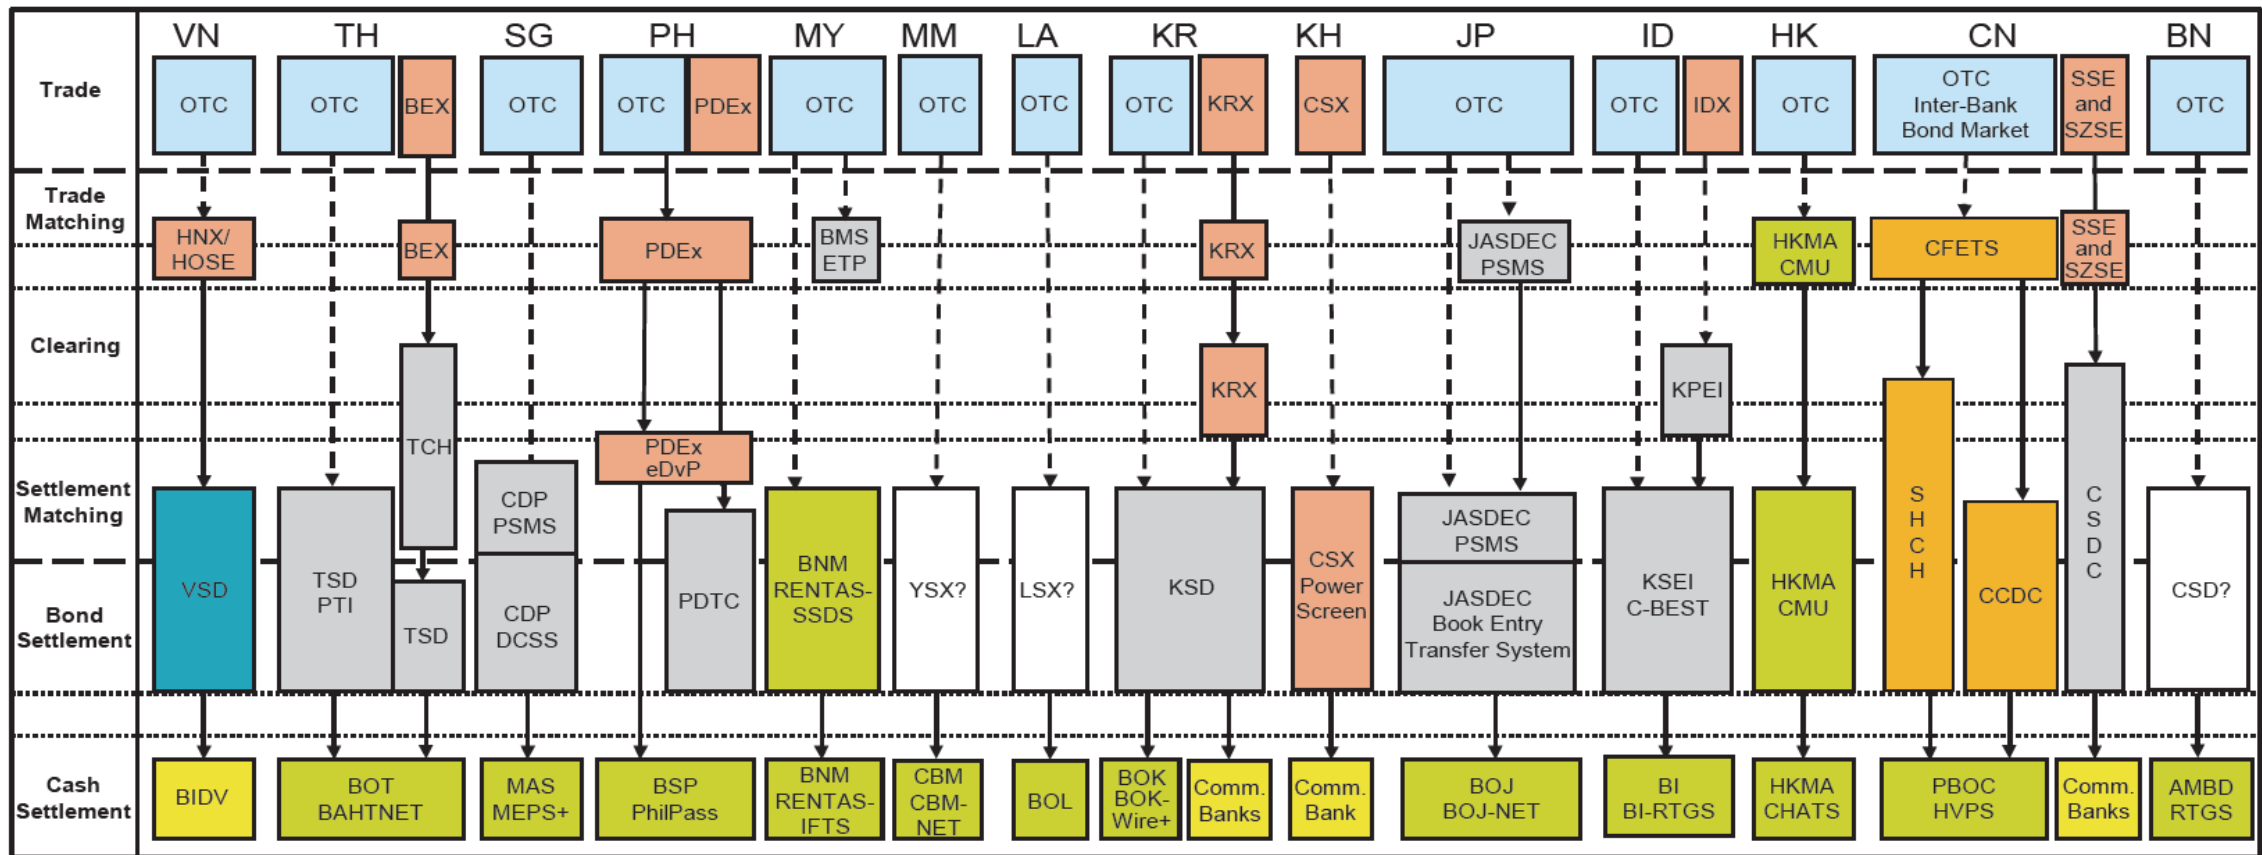 VN TH SG PH MY MM LA KR KH JP ID HK CN BN
Trade
OTC
OTC
BEX
OTC
OTC
PDEx
OTC
OTC
OTC
OTC
KRX
CSX
OTC
OTC
IDX
OTC
OTC
Inter-Bank
Bond Market
SSE
and
SZSE
OTC
Trade
Matching
HNX/
HOSE
BEX
PDEx
BMS
ETP
KRX
JASDEC
PSMS
HKMA
CMU
CFETS
SSE
and
SZSE
Clearing
TCH
KRX
KPEI
Settlement
Matching
PDEx
eDvP
CDP
PSMS
JASDEC
PSMS
S
H
C
H
C
S
D
C
Bond
Settlement
VSD
TSD
PTI
TSD
CDP
DCSS
PDTC
BNM
RENTAS-
SSDS
YSX?
LSX?
KSD
CSX
Power
Screen
JASDEC
Book Entry
Transfer System
KSEI
C-BEST
HKMA
CMU
CCDC
CSD?
Cash
Settlement
BIDV
BOT
BAHTNET
MAS
MEPS+
BSP
PhilPass
BNM
RENTAS-
IFTS
CBM
CBM-
NET
BOL
BOK
BOK-
Wire+
Comm.
Banks
Comm.
Bank
BOJ
BOJ-NET
BI
BI-RTGS
HKMA
CHATS
PBOC
HVPS
Comm.
Banks
AMBD
RTGS